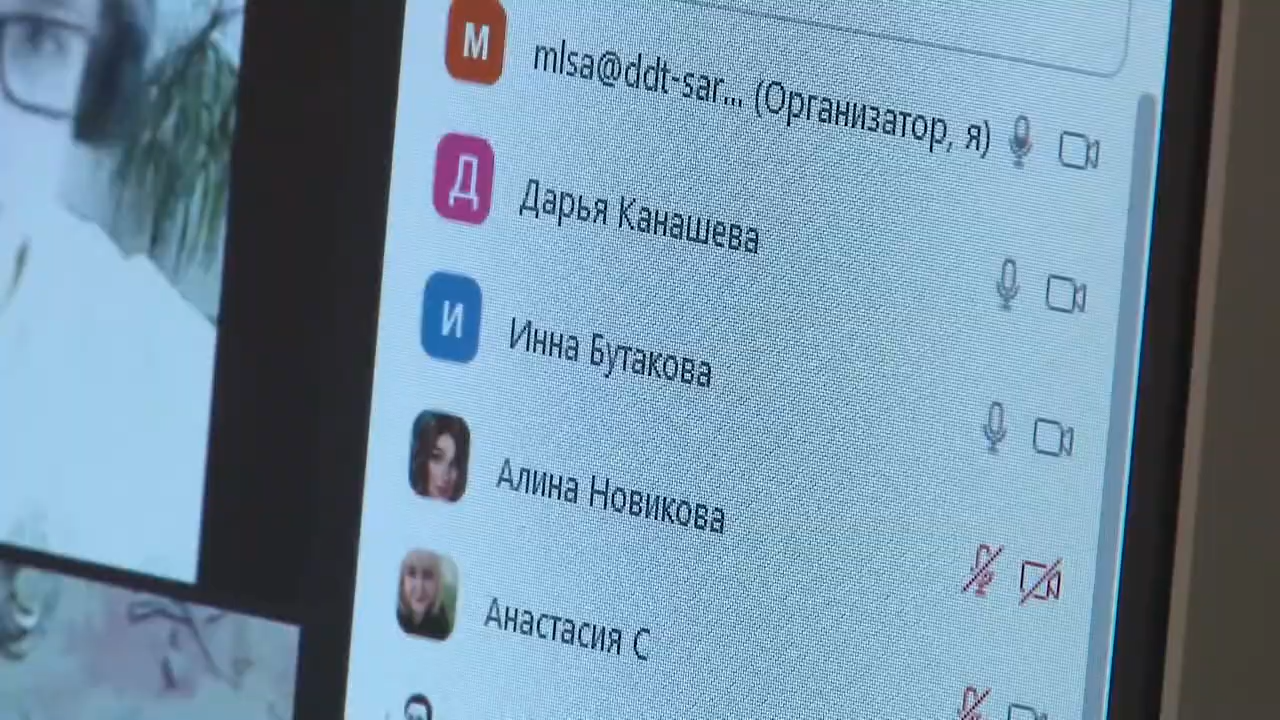 М mlsa@ddt-sar... (Организатор, я)
Д Дарья Канашева
И Инна Бутакова
Алина Новикова
Анастасия С